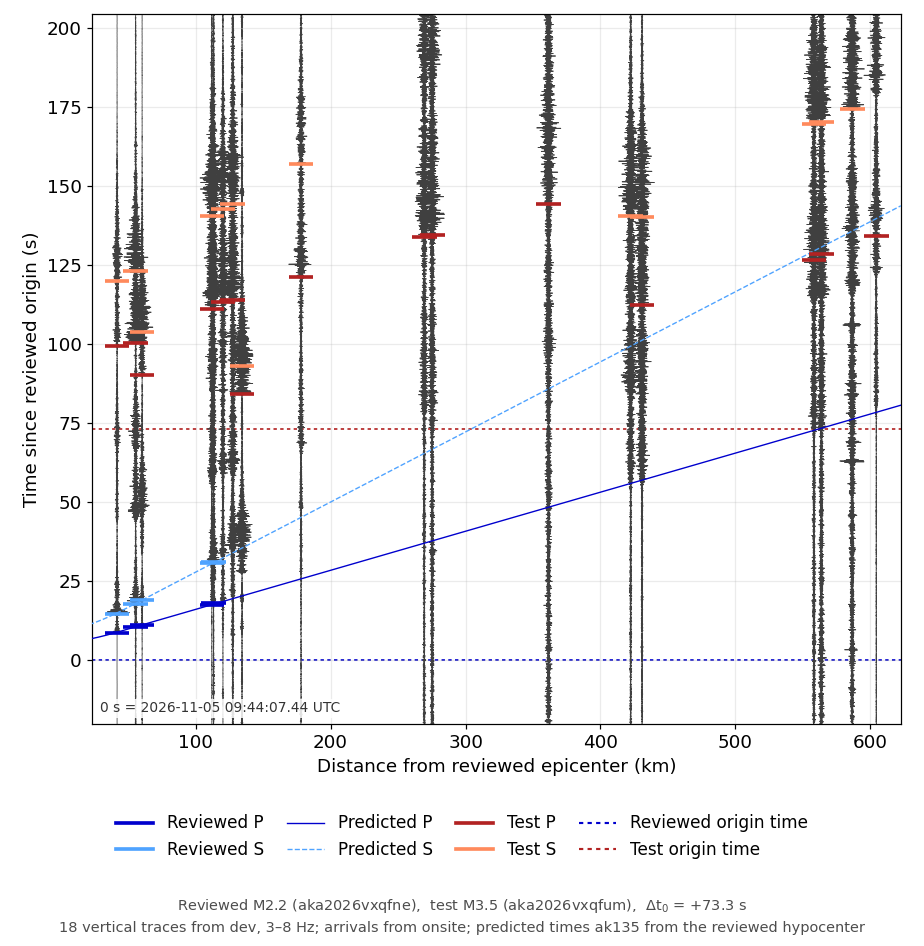 200
175
150
125
100
75
50
25
0
Time since reviewed origin (s)
0 s = 2026-11-05 09:44:07.44 UTC
100 200 300 400 500 600
Distance from reviewed epicenter (km)
Reviewed P Predicted P Test P Reviewed origin time
Reviewed S Predicted S Test S Test origin time
Reviewed M2.2 (aka2026vxqfne), test M3.5 (aka2026vxqfum), Δt₀ = +73.3 s
18 vertical traces from dev, 3–8 Hz; arrivals from onsite; predicted times ak135 from the reviewed hypocenter